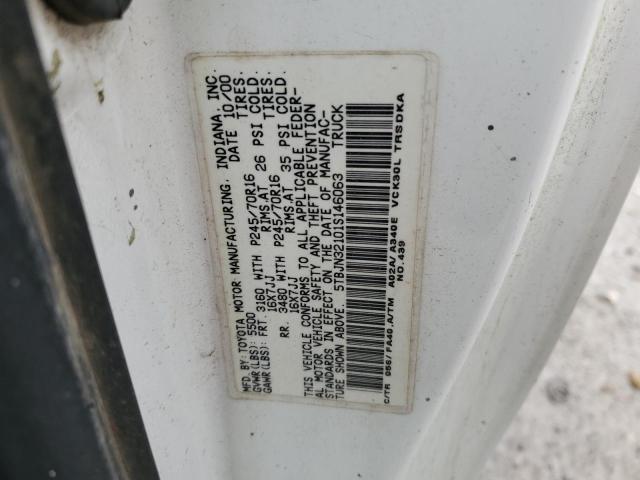 MFD. BY: TOYOTA MOTOR MANUFACTURING, INDIANA, INC.
GVWR (LBS): 5500 DATE 10/00
GAWR (LBS): FRT. 3160 WITH P245/70R16 TIRES,
16X7JJ RIMS, AT 26 PSI COLD
RR. 3480 WITH P245/70R16 TIRES,
16X7JJ RIMS, AT 35 PSI COLD.
THIS VEHICLE CONFORMS TO ALL APPLICABLE FEDER-
AL MOTOR VEHICLE SAFETY AND THEFT PREVENTION
STANDARDS IN EFFECT ON THE DATE OF MANUFAC-
TURE SHOWN ABOVE. 5TBJN32101S146063 TRUCK
C/TR 056/FA40,A/TM A02A/A340E VCK30L TRSDKA
NO.439